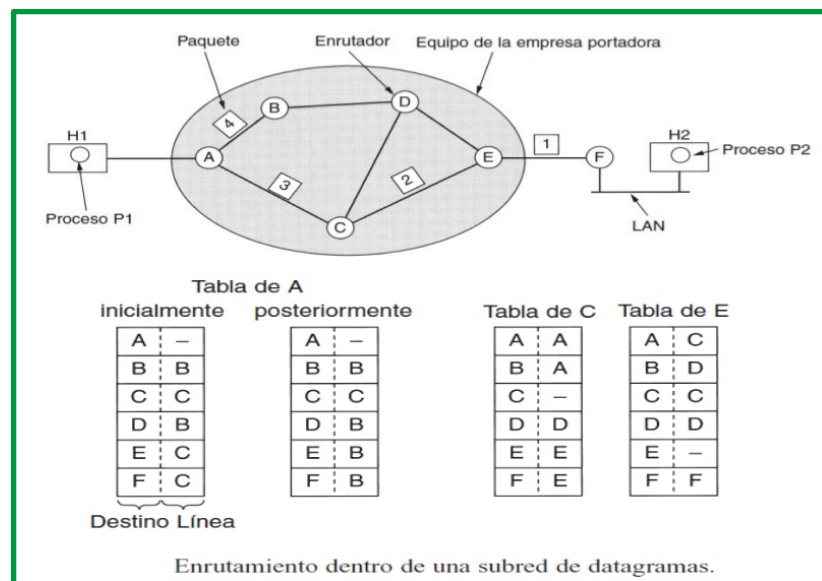 Paquete Enrutador Equipo de la empresa portadora
H1 A 4 B 3 C D 2 E 1 F H2
Proceso P1 Proceso P2
LAN
Tabla de A
inicialmente posteriormente Tabla de C Tabla de E
A – A – A A A C
B B B B B A B D
C C C C C – C C
D B D B D D D D
E C E B E E E –
F C F B F E F F
Destino Línea
Enrutamiento dentro de una subred de datagramas.